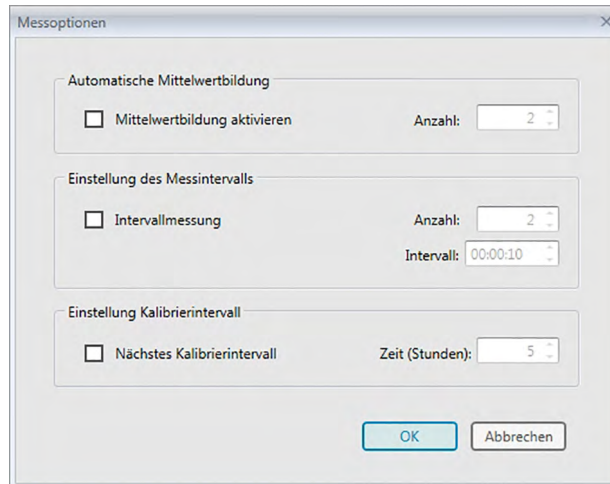 Messoptionen
Automatische Mittelwertbildung
Mittelwertbildung aktivieren Anzahl: 2
Einstellung des Messintervalls
Intervallmessung Anzahl: 2
Intervall: 00:00:10
Einstellung Kalibrierintervall
Nächstes Kalibrierintervall Zeit (Stunden): 5
OK Abbrechen